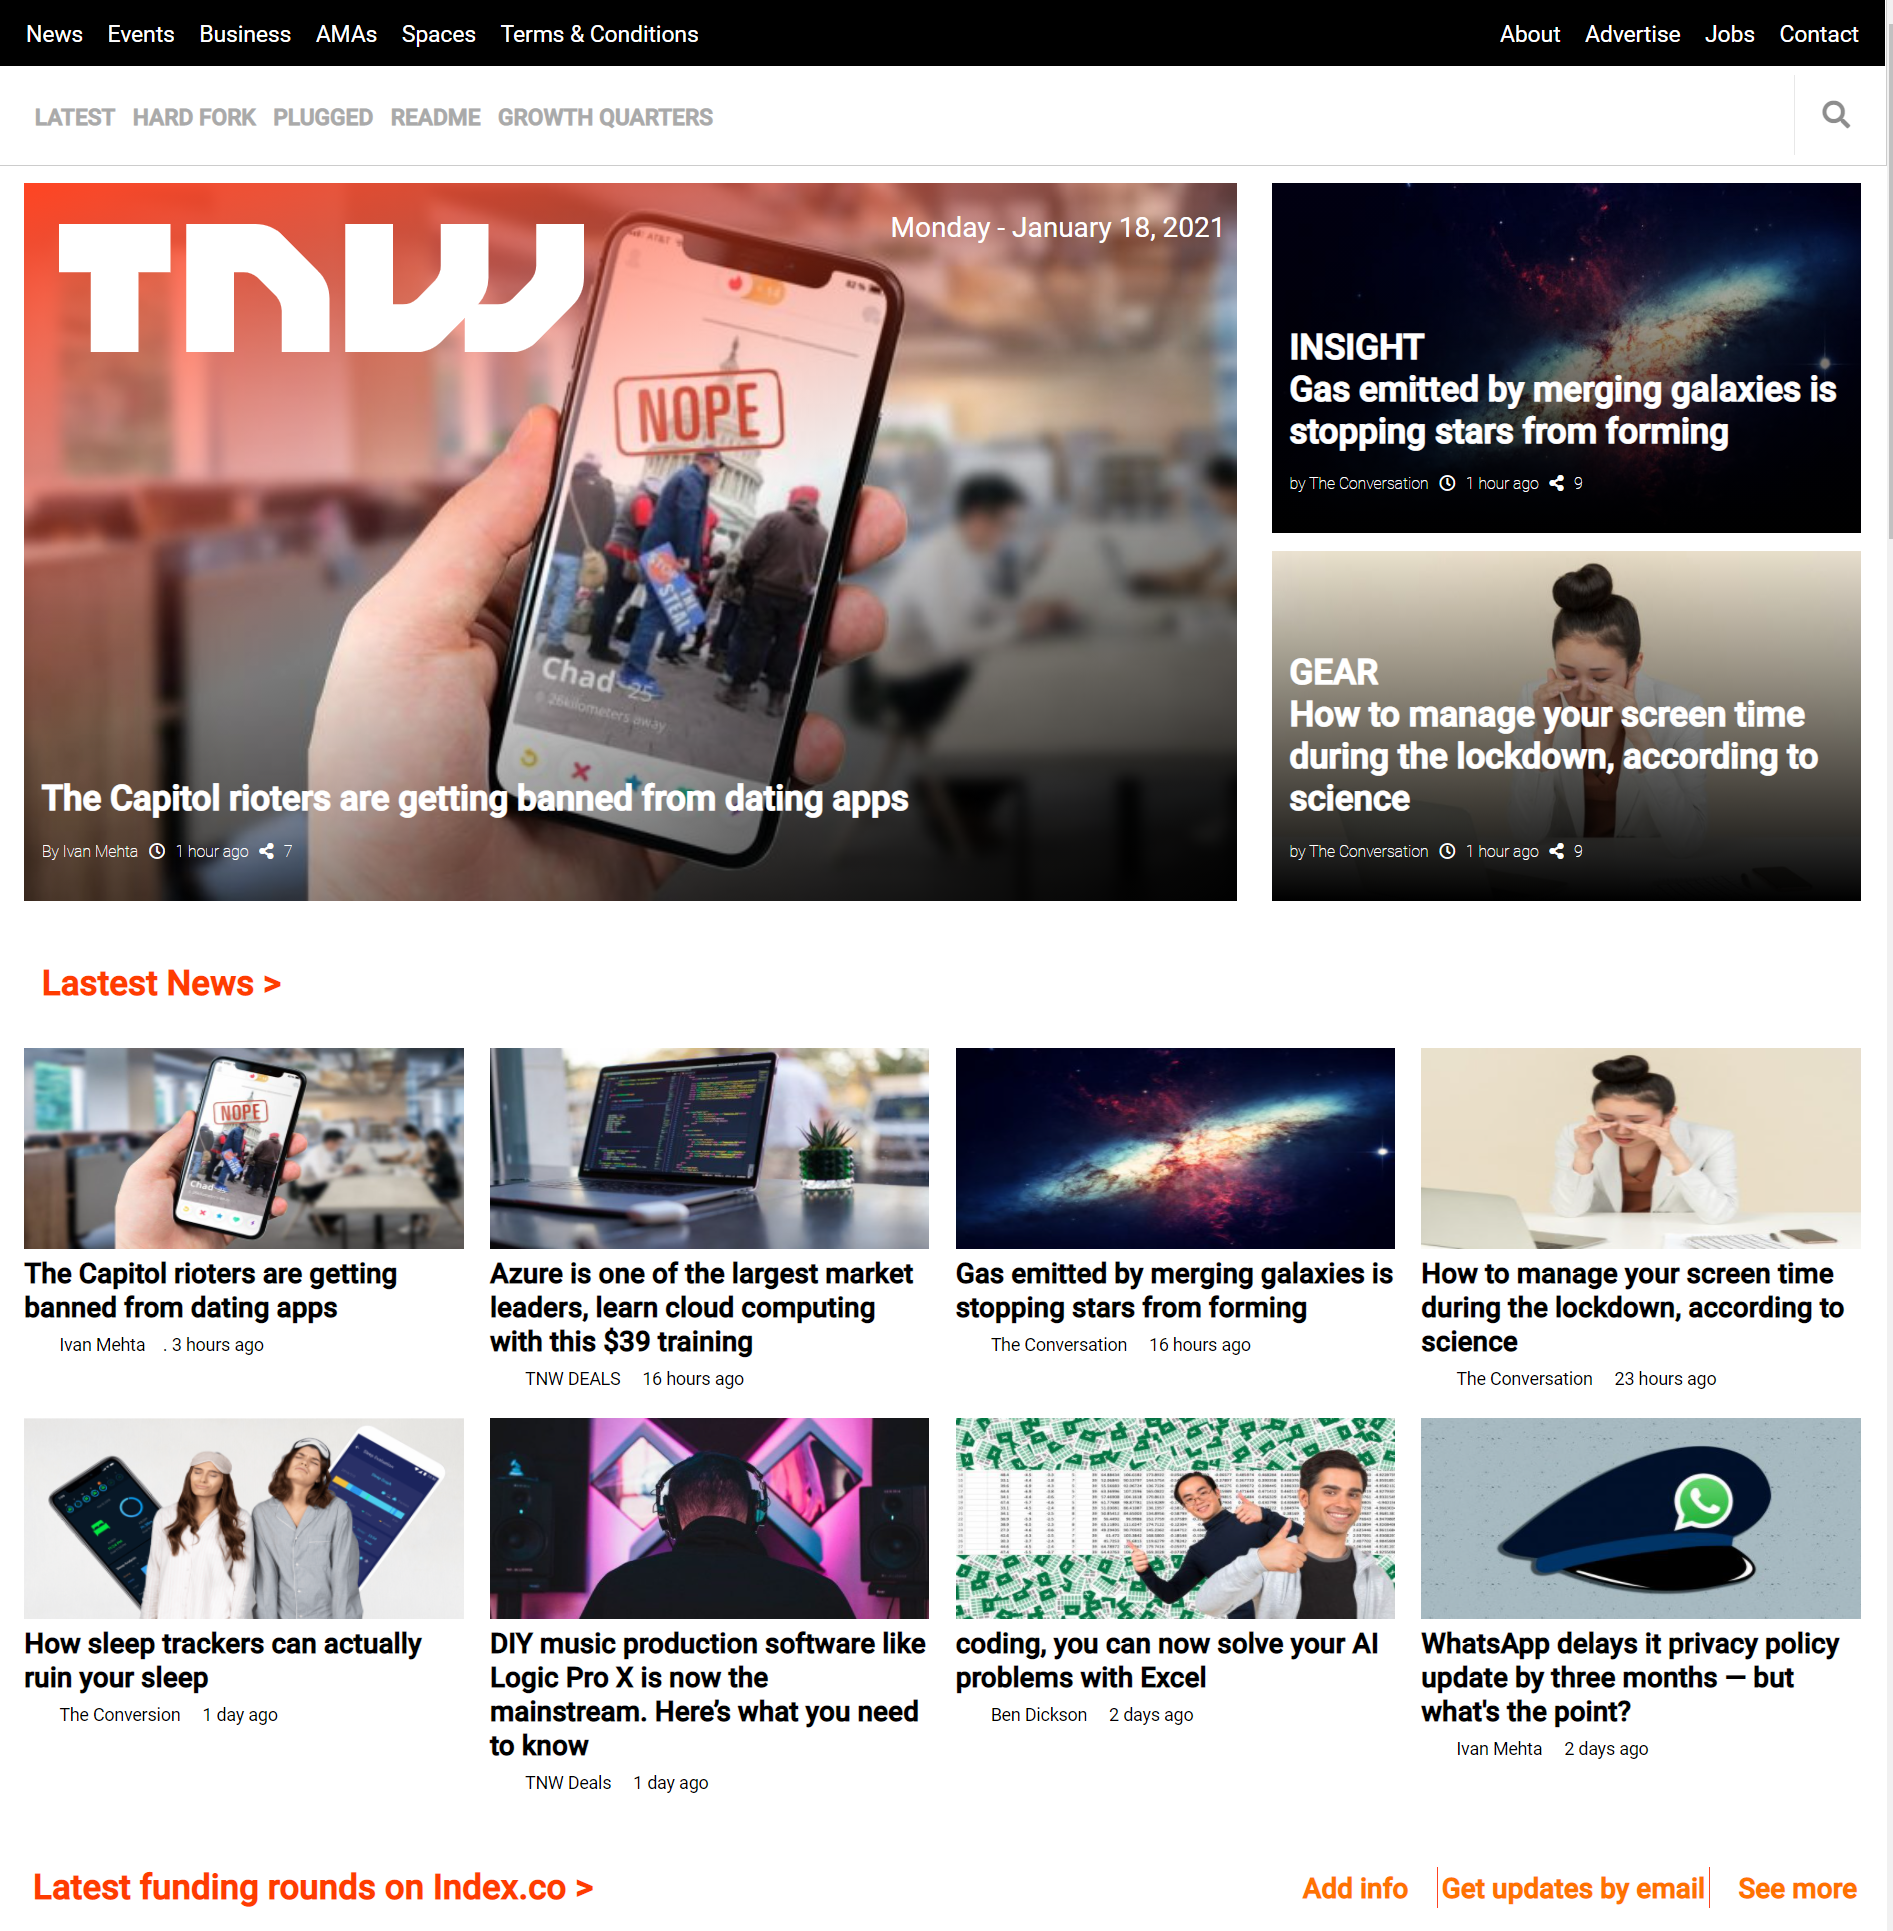 News Events Business AMAs Spaces Terms & Conditions About Advertise Jobs Contact
LATEST HARD FORK PLUGGED README GROWTH QUARTERS
TNW
Monday - January 18, 2021
AT&T
82%
NOPE
STOP
THE
STEAL
Chad 25
26kilometers away
The Capitol rioters are getting banned from dating apps
By Ivan Mehta 1 hour ago 7
INSIGHT
Gas emitted by merging galaxies is
stopping stars from forming
by The Conversation 1 hour ago 9
GEAR
How to manage your screen time
during the lockdown, according to
science
by The Conversation 1 hour ago 9
Lastest News >
NOPE
Chad 25
The Capitol rioters are getting
banned from dating apps
Ivan Mehta . 3 hours ago
Azure is one of the largest market
leaders, learn cloud computing
with this $39 training
TNW DEALS 16 hours ago
Gas emitted by merging galaxies is
stopping stars from forming
The Conversation 16 hours ago
How to manage your screen time
during the lockdown, according to
science
The Conversation 23 hours ago
How sleep trackers can actually
ruin your sleep
The Conversion 1 day ago
DIY music production software like
Logic Pro X is now the
mainstream. Here’s what you need
to know
TNW Deals 1 day ago
coding, you can now solve your AI
problems with Excel
Ben Dickson 2 days ago
WhatsApp delays it privacy policy
update by three months — but
what's the point?
Ivan Mehta 2 days ago
Latest funding rounds on Index.co >
Add info Get updates by email See more